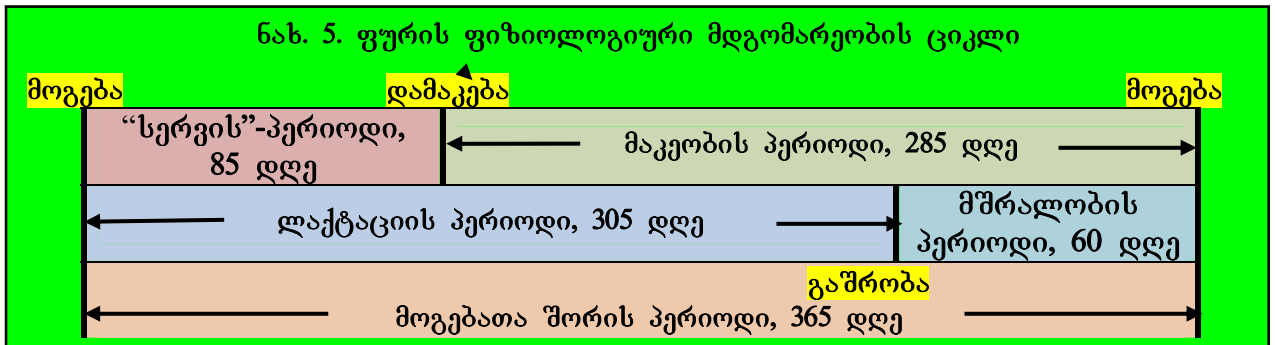 ნახ. 5. ფურის ფიზიოლოგიური მდგომარეობის ციკლი
მოგება
დამაკება
მოგება
“სერვის”-პერიოდი,
85 დღე
მაკეობის პერიოდი, 285 დღე
ლაქტაციის პერიოდი, 305 დღე
მშრალობის
პერიოდი, 60 დღე
გაშრობა
მოგებათა შორის პერიოდი, 365 დღე